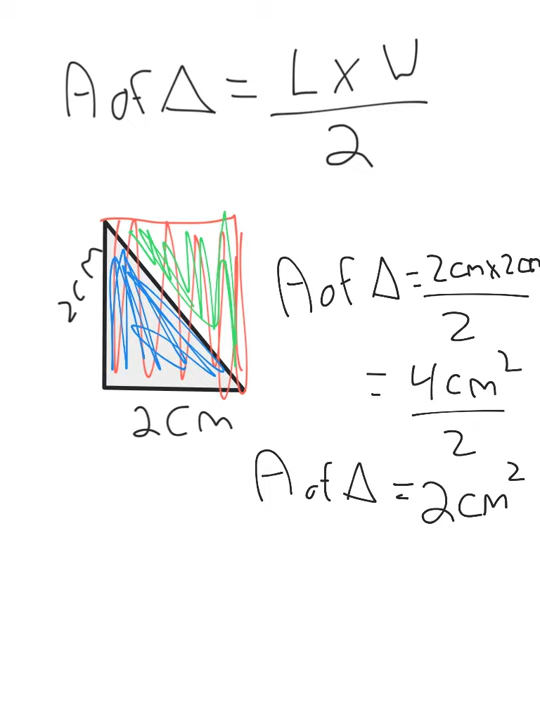 A of Δ = L x W
2
2cm
2cm
A of Δ = 2cm x 2cm
2
= 4cm²
2
A of Δ = 2cm²